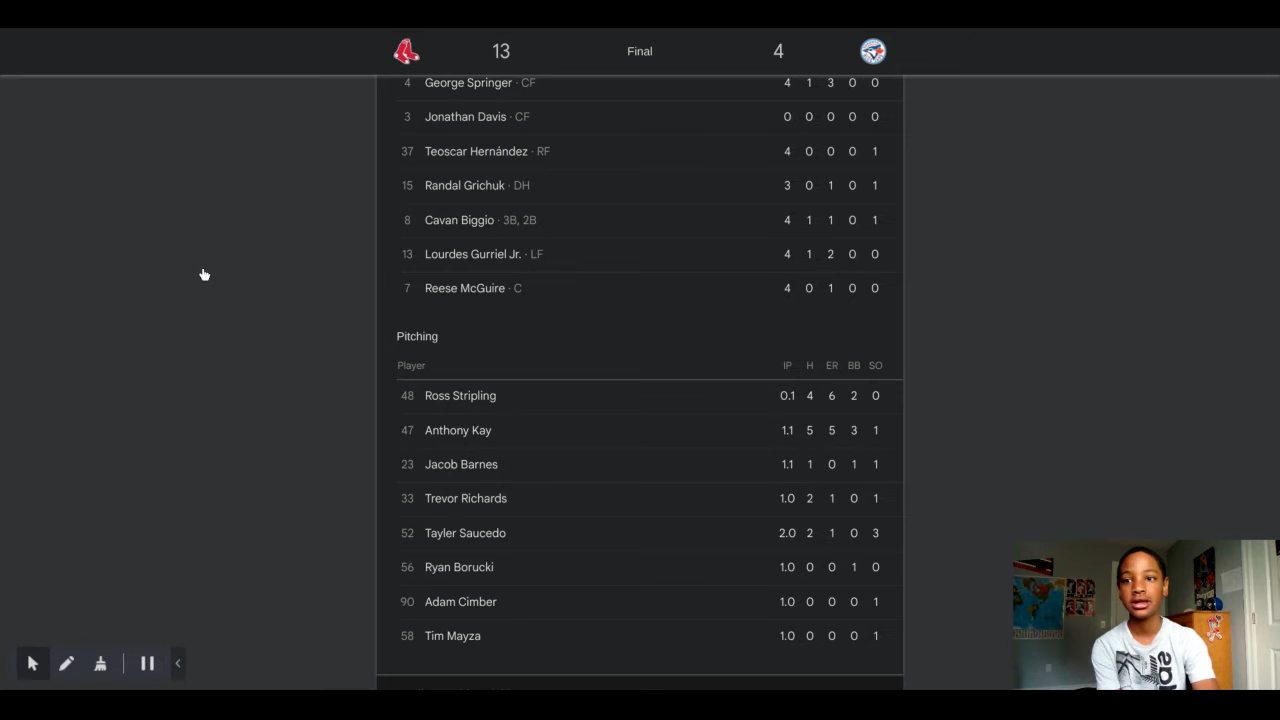 13 Final 4
4 George Springer · CF 4 1 3 0 0
3 Jonathan Davis · CF 0 0 0 0 0
37 Teoscar Hernández · RF 4 0 0 0 1
15 Randal Grichuk · DH 3 0 1 0 1
8 Cavan Biggio · 3B, 2B 4 1 1 0 1
13 Lourdes Gurriel Jr. · LF 4 1 2 0 0
7 Reese McGuire · C 4 0 1 0 0
Pitching
Player IP H ER BB SO
48 Ross Stripling 0.1 4 6 2 0
47 Anthony Kay 1.1 5 5 3 1
23 Jacob Barnes 1.1 1 0 1 1
33 Trevor Richards 1.0 2 1 0 1
52 Tayler Saucedo 2.0 2 1 0 3
56 Ryan Borucki 1.0 0 0 1 0
90 Adam Cimber 1.0 0 0 0 1
58 Tim Mayza 1.0 0 0 0 1